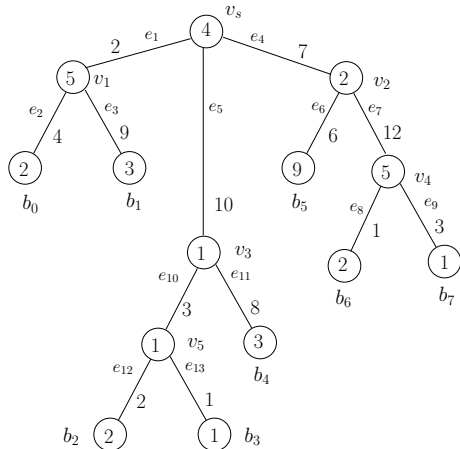 v_s
4
2 e_1 e_4 7
5 v_1 2 v_2
e_2 e_3 e_5 e_6 e_7
4 9 6 12
2 3 9 5 v_4
b_0 b_1 b_5
e_8 e_9
10 1 3
1 v_3 2 1
e_10 e_11 b_6 b_7
3 8
1 v_5 3
e_12 e_13 b_4
2 1
b_2 2 1 b_3